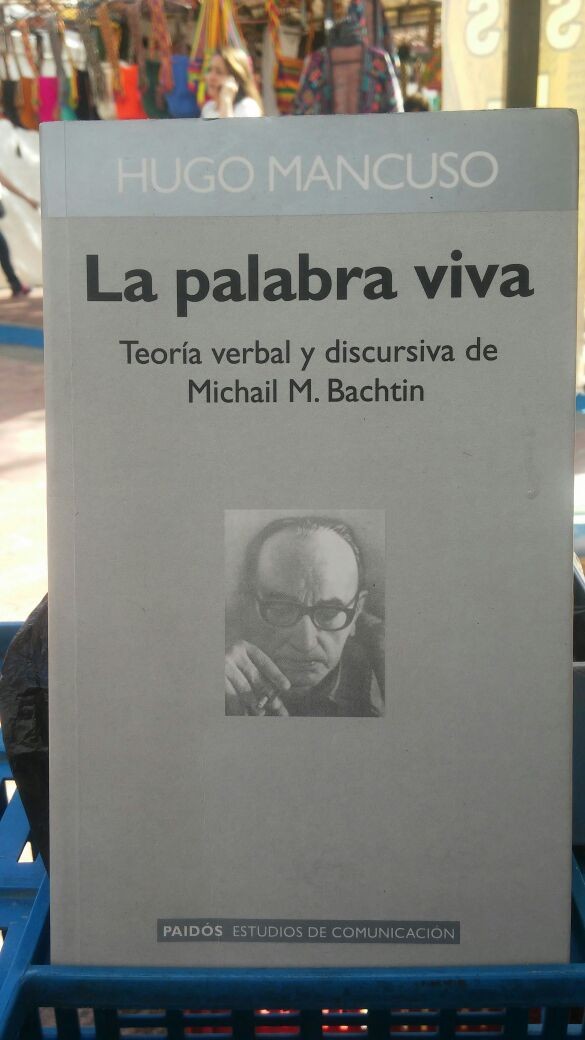 HUGO MANCUSO
La palabra viva
Teoría verbal y discursiva de
Michail M. Bachtin
PAIDÓS ESTUDIOS DE COMUNICACIÓN